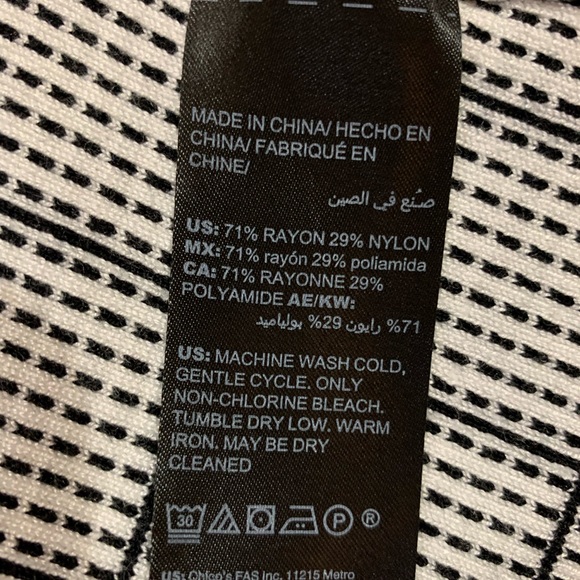 MADE IN CHINA/ HECHO EN
CHINA/ FABRIQUÉ EN
CHINE/
صُنع في الصين
US: 71% RAYON 29% NYLON
MX: 71% rayón 29% poliamida
CA: 71% RAYONNE 29%
POLYAMIDE AE/KW:
71% رايون 29% بولياميد
US: MACHINE WASH COLD,
GENTLE CYCLE. ONLY
NON-CHLORINE BLEACH.
TUMBLE DRY LOW. WARM
IRON. MAY BE DRY
CLEANED
30 P ®
US: Chico's FAS Inc. 11215 Metro